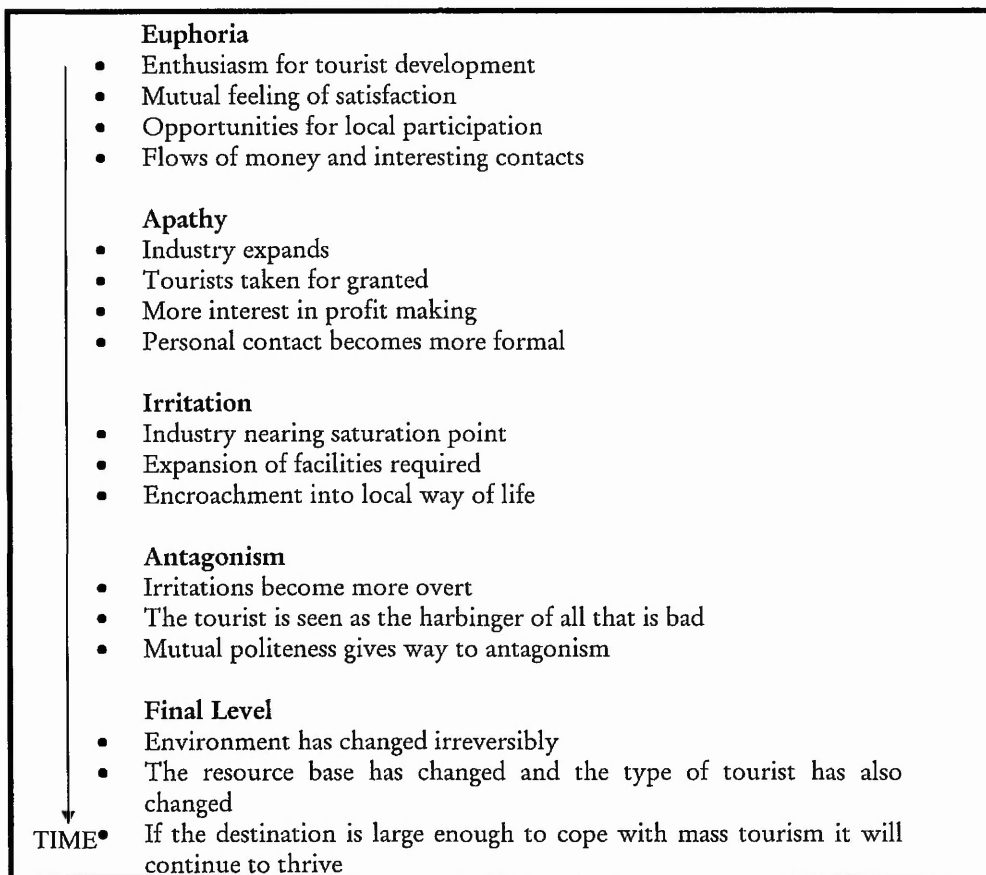 Euphoria
• Enthusiasm for tourist development
• Mutual feeling of satisfaction
• Opportunities for local participation
• Flows of money and interesting contacts
Apathy
• Industry expands
• Tourists taken for granted
• More interest in profit making
• Personal contact becomes more formal
Irritation
• Industry nearing saturation point
• Expansion of facilities required
• Encroachment into local way of life
Antagonism
• Irritations become more overt
• The tourist is seen as the harbinger of all that is bad
• Mutual politeness gives way to antagonism
Final Level
• Environment has changed irreversibly
• The resource base has changed and the type of tourist has also
changed
TIME• If the destination is large enough to cope with mass tourism it will
continue to thrive